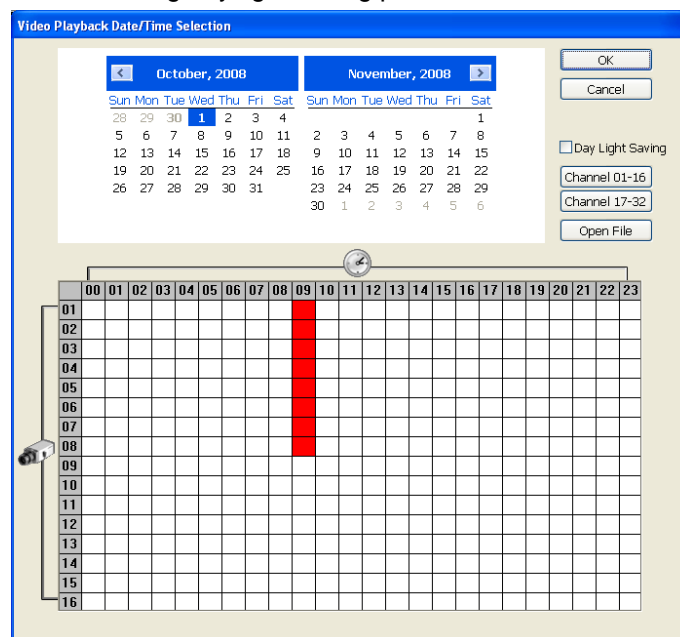 Video Playback Date/Time Selection
October, 2008
Sun Mon Tue Wed Thu Fri Sat
28 29 30 1 2 3 4
5 6 7 8 9 10 11
12 13 14 15 16 17 18
19 20 21 22 23 24 25
26 27 28 29 30 31
November, 2008
Sun Mon Tue Wed Thu Fri Sat
1
2 3 4 5 6 7 8
9 10 11 12 13 14 15
16 17 18 19 20 21 22
23 24 25 26 27 28 29
30 1 2 3 4 5 6
OK
Cancel
Day Light Saving
Channel 01-16
Channel 17-32
Open File
00 01 02 03 04 05 06 07 08 09 10 11 12 13 14 15 16 17 18 19 20 21 22 23
01
02
03
04
05
06
07
08
09
10
11
12
13
14
15
16